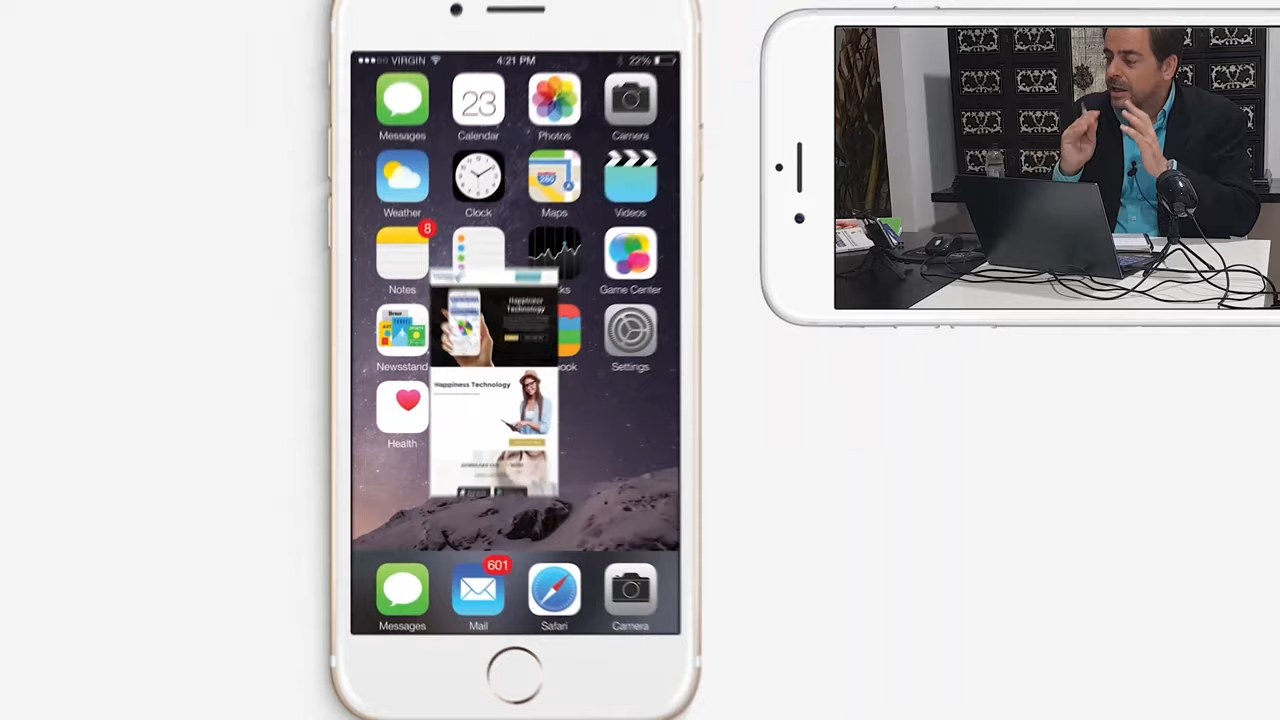 VIRGIN 4:21 PM 22%
23
Messages Calendar Photos Camera
280
Weather Clock Maps Videos
8
Notes Game Center
Happiness
Technology
Newsstand Settings
Happiness Technology
Health
601
Messages Mail Safari Camera